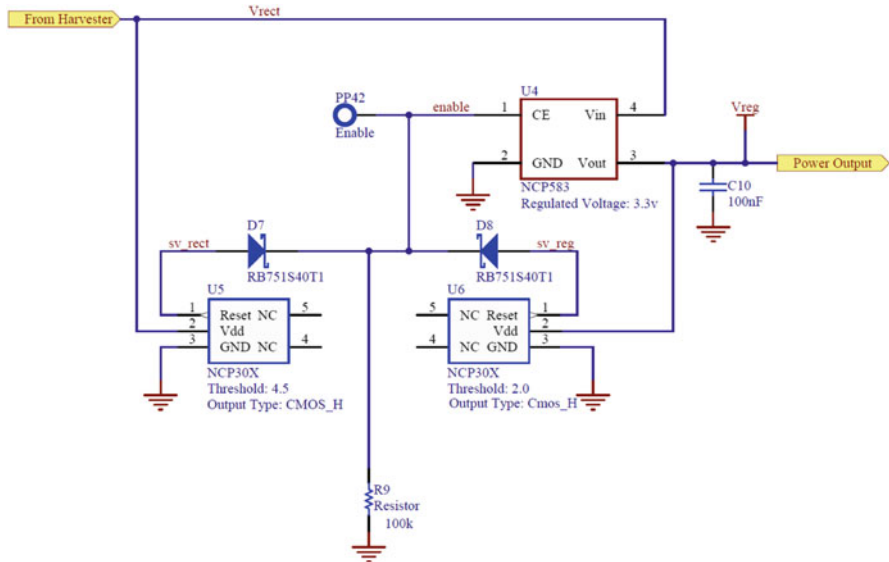 From Harvester
Vrect
PP42
Enable
enable
U4
1
CE
Vin
4
2
GND
Vout
3
NCP583
Regulated Voltage: 3.3v
Vreg
Power Output
C10
100nF
D7
sv_rect
RB751S40T1
D8
sv_reg
RB751S40T1
U5
1
Reset
NC
5
2
Vdd
3
GND
NC
4
NCP30X
Threshold: 4.5
Output Type: CMOS_H
U6
5
NC
Reset
1
Vdd
2
4
NC
GND
3
NCP30X
Threshold: 2.0
Output Type: Cmos_H
R9
Resistor
100k